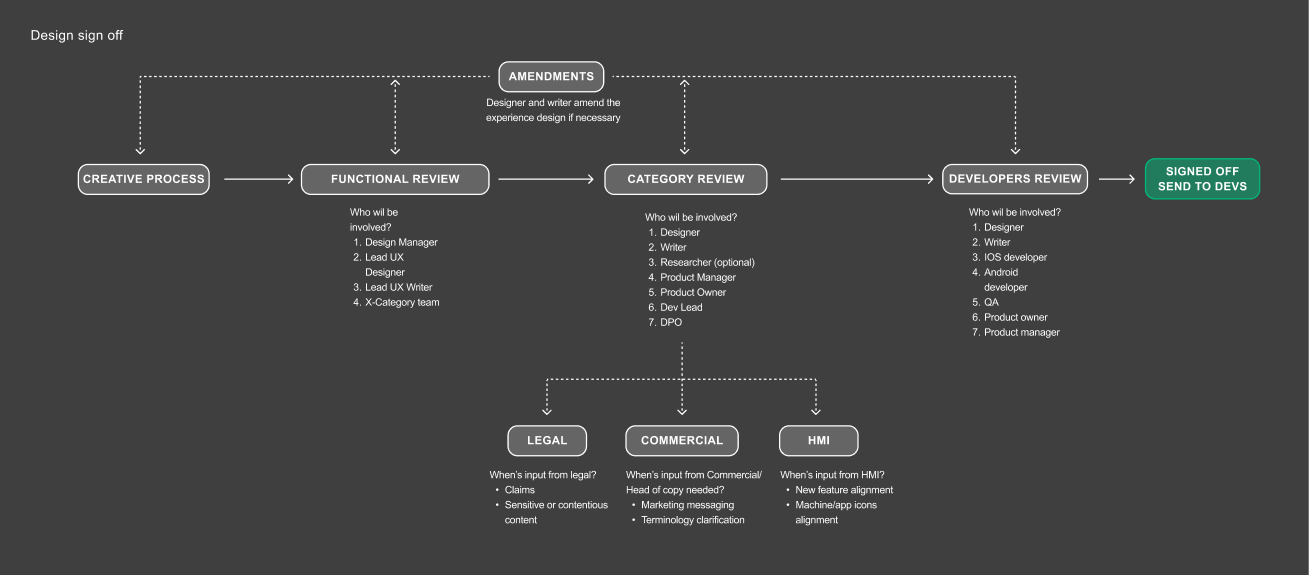 Design sign off
AMENDMENTS
Designer and writer amend the
experience design if necessary
CREATIVE PROCESS
FUNCTIONAL REVIEW
CATEGORY REVIEW
DEVELOPERS REVIEW
SIGNED OFF
SEND TO DEVS
Who wil be
involved?
1. Design Manager
2. Lead UX
Designer
3. Lead UX Writer
4. X-Category team
Who wil be involved?
1. Designer
2. Writer
3. Researcher (optional)
4. Product Manager
5. Product Owner
6. Dev Lead
7. DPO
Who wil be involved?
1. Designer
2. Writer
3. IOS developer
4. Android
developer
5. QA
6. Product owner
7. Product manager
LEGAL
When's input from legal?
• Claims
• Sensitive or contentious
content
COMMERCIAL
When's input from Commercial/
Head of copy needed?
• Marketing messaging
• Terminology clarification
HMI
When's input from HMI?
• New feature alignment
• Machine/app icons
alignment